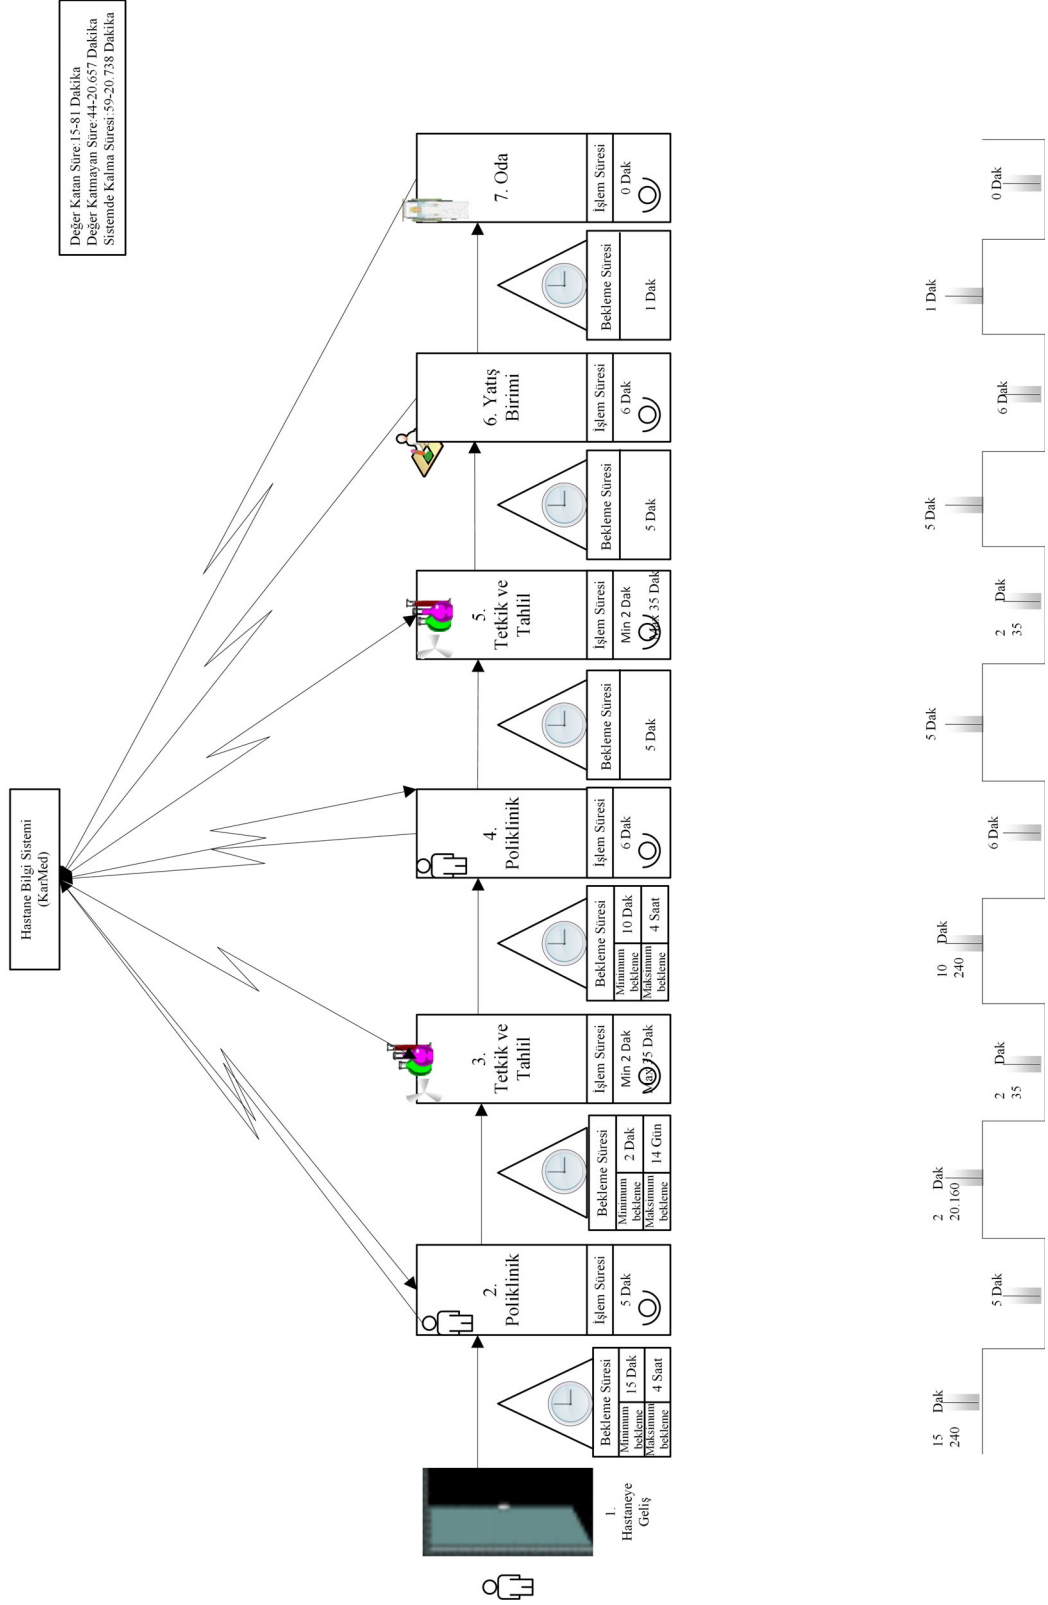 Hastane Bilgi Sistemi
(KarMed)
Değer Katan Süre:15-81 Dakika
Değer Katmayan Süre:44-20.657 Dakika
Sistemde Kalma Süresi:59-20.738 Dakika
1.
Hastaneye
Geliş
Bekleme Süresi
Minimum bekleme 15 Dak
Maksimum bekleme 4 Saat
2.
Poliklinik
İşlem Süresi
5 Dak
Bekleme Süresi
Minimum bekleme 2 Dak
Maksimum bekleme 14 Gün
3.
Tetkik ve
Tahlil
İşlem Süresi
Min 2 Dak
Max 35 Dak
Bekleme Süresi
Minimum bekleme 10 Dak
Maksimum bekleme 4 Saat
4.
Poliklinik
İşlem Süresi
6 Dak
Bekleme Süresi
5 Dak
5.
Tetkik ve
Tahlil
İşlem Süresi
Min 2 Dak
Max 35 Dak
Bekleme Süresi
5 Dak
6. Yatış
Birimi
İşlem Süresi
6 Dak
Bekleme Süresi
1 Dak
7. Oda
İşlem Süresi
0 Dak
15 Dak
240
5 Dak
2 Dak
20.160
2 Dak
35
10 Dak
240
6 Dak
5 Dak
2 Dak
35
5 Dak
6 Dak
1 Dak
0 Dak